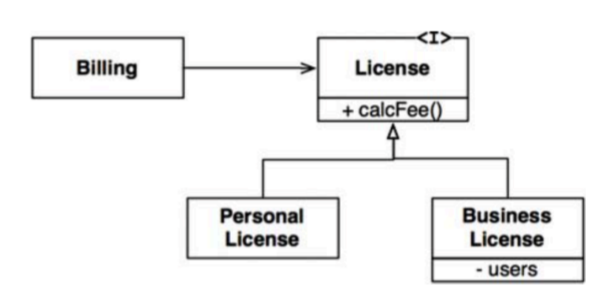 <I>
Billing
License
+ calcFee()
Personal
License
Business
License
- users